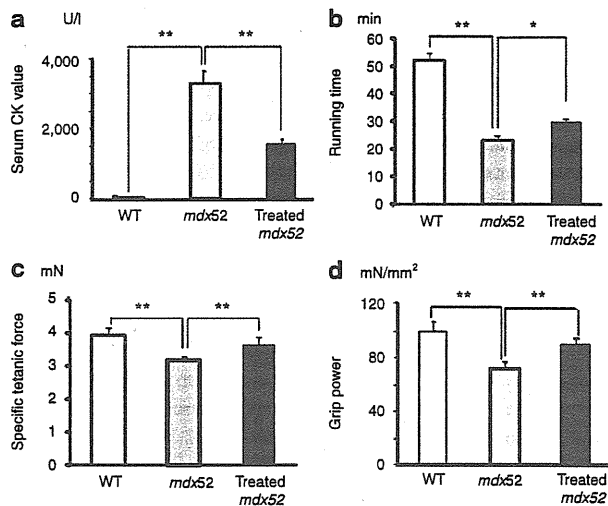 a
U/l
Serum CK value
4,000
2,000
0
** **
WT mdx52 Treated
mdx52
b
min
Running time
60
50
40
30
20
10
0
** *
WT mdx52 Treated
mdx52
c
mN
Specific tetanic force
5
4
3
2
1
0
** **
WT mdx52 Treated
mdx52
d
mN/mm²
Grip power
120
80
40
0
** **
WT mdx52 Treated
mdx52